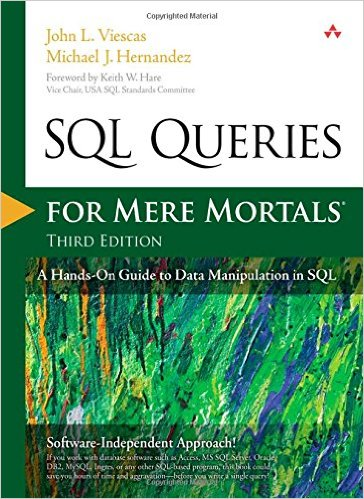 John L. Viescas
Michael J. Hernandez
Foreword by Keith W. Hare
Vice Chair, USA SQL Standards Committee
SQL QUERIES
FOR MERE MORTALS®
THIRD EDITION
A Hands-On Guide to Data Manipulation in SQL
Software-Independent Approach!
If you work with database software such as Access, MS SQL Server, Oracle,
DB2, MySQL, Ingres, or any other SQL-based program, this book could
save you hours of time and aggravation—before you write a single query!